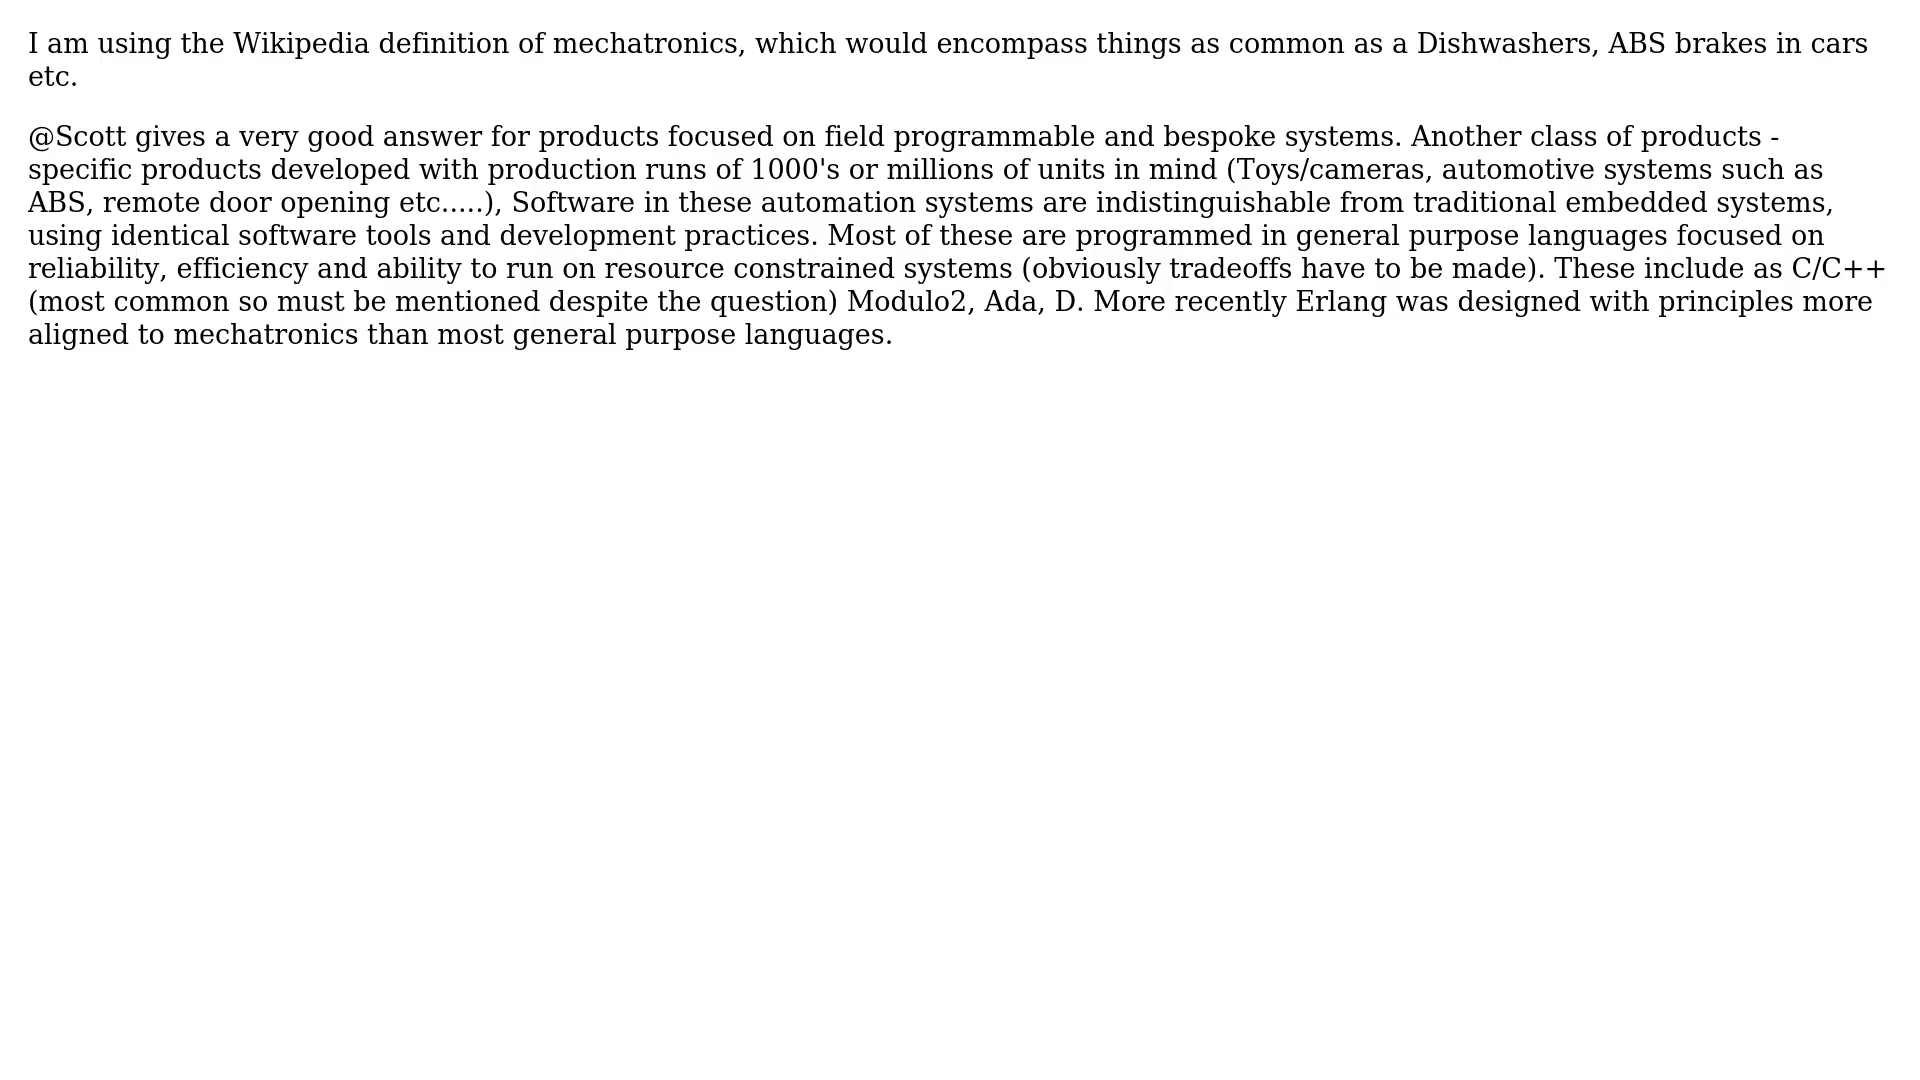 I am using the Wikipedia definition of mechatronics, which would encompass things as common as a Dishwashers, ABS brakes in cars
etc.
@Scott gives a very good answer for products focused on field programmable and bespoke systems. Another class of products -
specific products developed with production runs of 1000's or millions of units in mind (Toys/cameras, automotive systems such as
ABS, remote door opening etc.....), Software in these automation systems are indistinguishable from traditional embedded systems,
using identical software tools and development practices. Most of these are programmed in general purpose languages focused on
reliability, efficiency and ability to run on resource constrained systems (obviously tradeoffs have to be made). These include as C/C++
(most common so must be mentioned despite the question) Modulo2, Ada, D. More recently Erlang was designed with principles more
aligned to mechatronics than most general purpose languages.